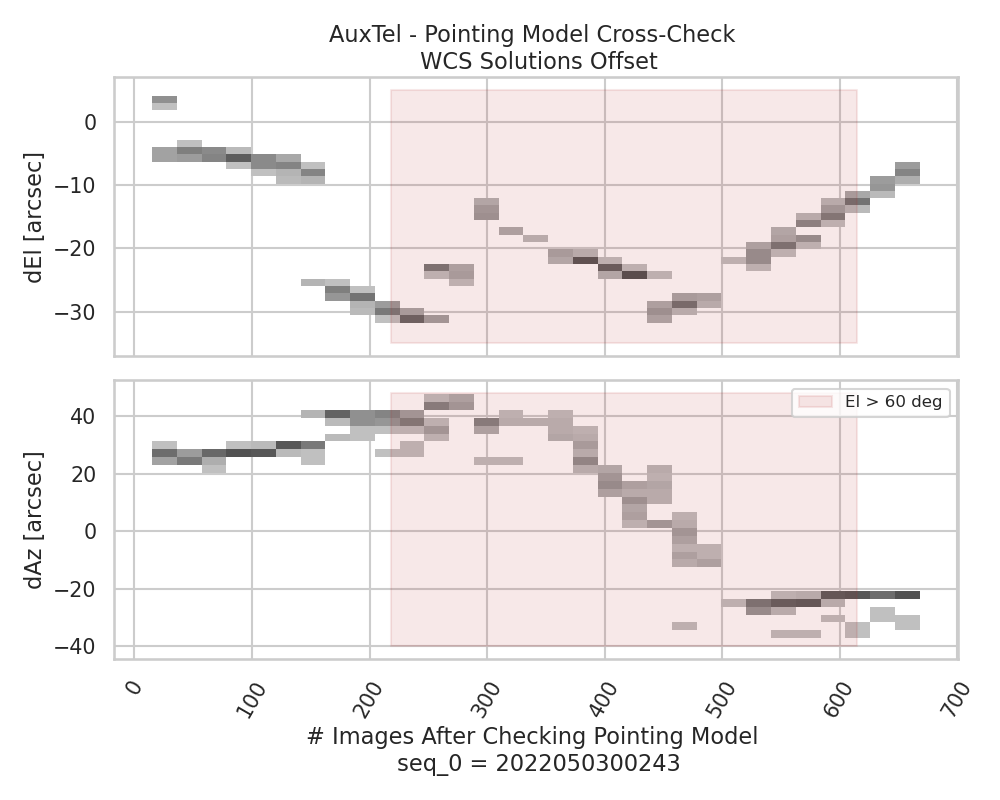 AuxTel - Pointing Model Cross-Check
WCS Solutions Offset
0
−10
−20
−30
dEl [arcsec]
40
20
0
−20
−40
dAz [arcsec]
El > 60 deg
0
100
200
300
400
500
600
700
# Images After Checking Pointing Model
seq_0 = 2022050300243